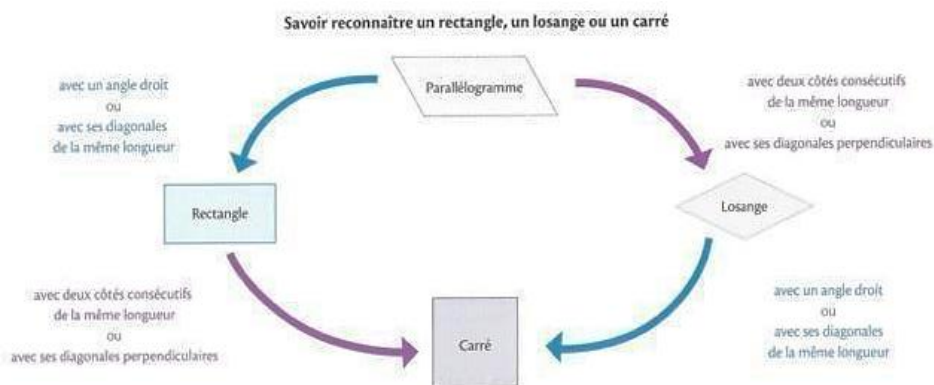 Savoir reconnaître un rectangle, un losange ou un carré
Parallélogramme
avec un angle droit
ou
avec ses diagonales
de la même longueur
avec deux côtés consécutifs
de la même longueur
ou
avec ses diagonales perpendiculaires
Rectangle
Losange
avec deux côtés consécutifs
de la même longueur
ou
avec ses diagonales perpendiculaires
avec un angle droit
ou
avec ses diagonales
de la même longueur
Carré